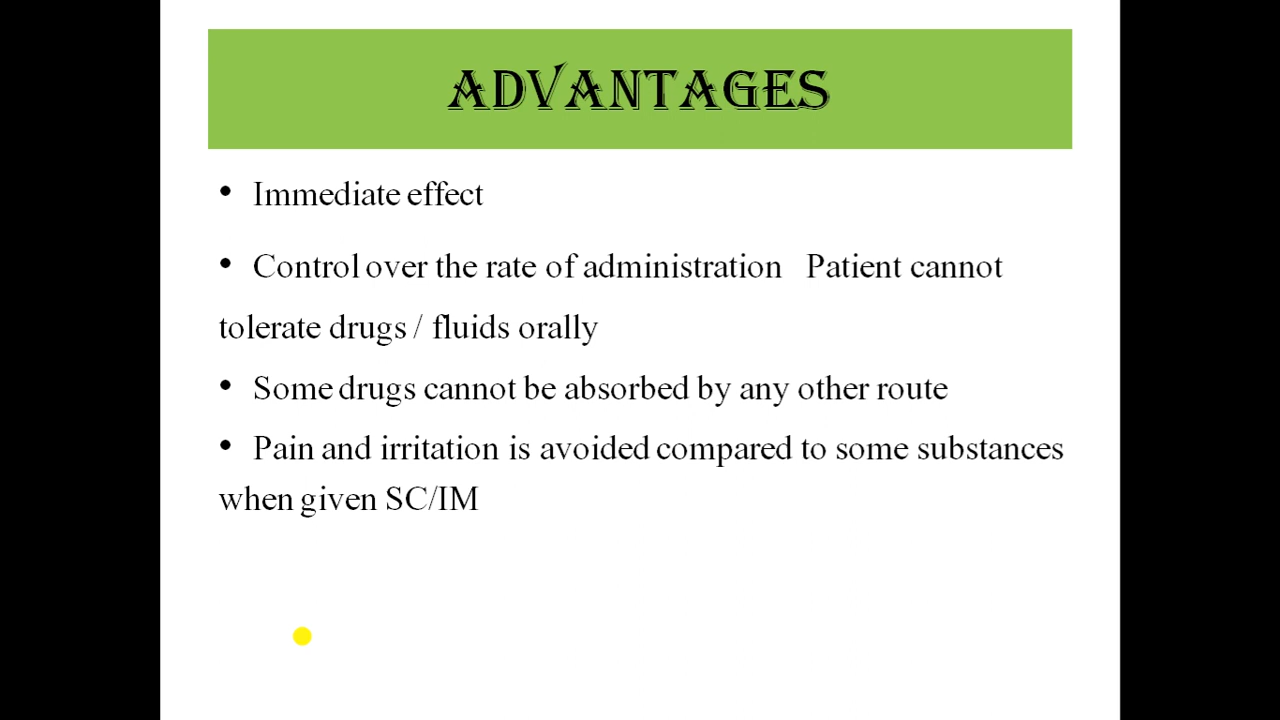 ADVANTAGES
• Immediate effect
• Control over the rate of administration Patient cannot
tolerate drugs / fluids orally
• Some drugs cannot be absorbed by any other route
• Pain and irritation is avoided compared to some substances
when given SC/IM